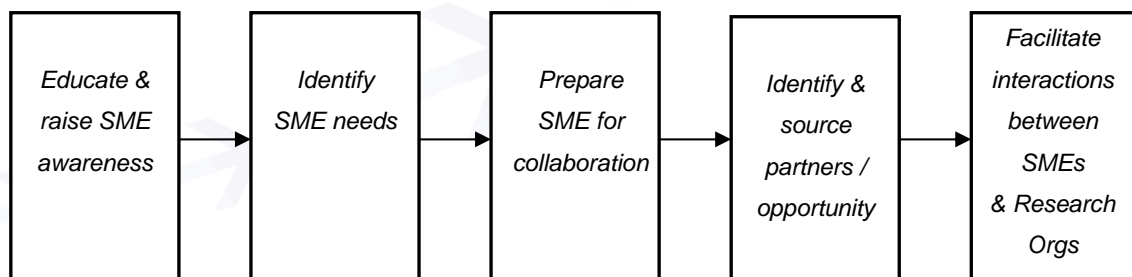 Educate &
raise SME
awareness
Identify
SME needs
Prepare
SME for
collaboration
Identify &
source
partners /
opportunity
Facilitate
interactions
between
SMEs
& Research
Orgs